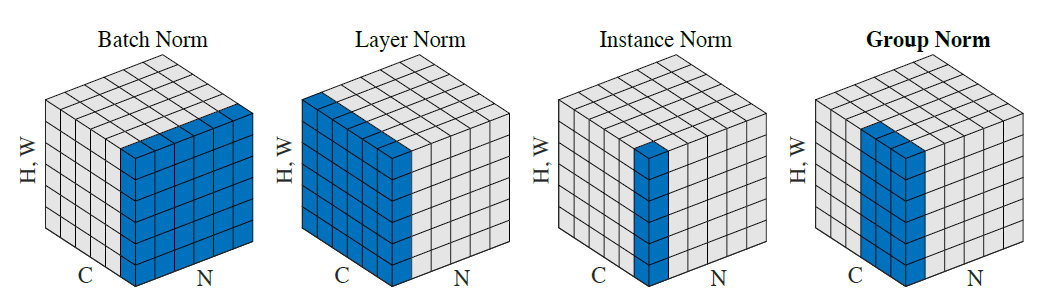 Batch Norm
Layer Norm
Instance Norm
Group Norm
H, W
C
N
H, W
C
N
H, W
C
N
H, W
C
N